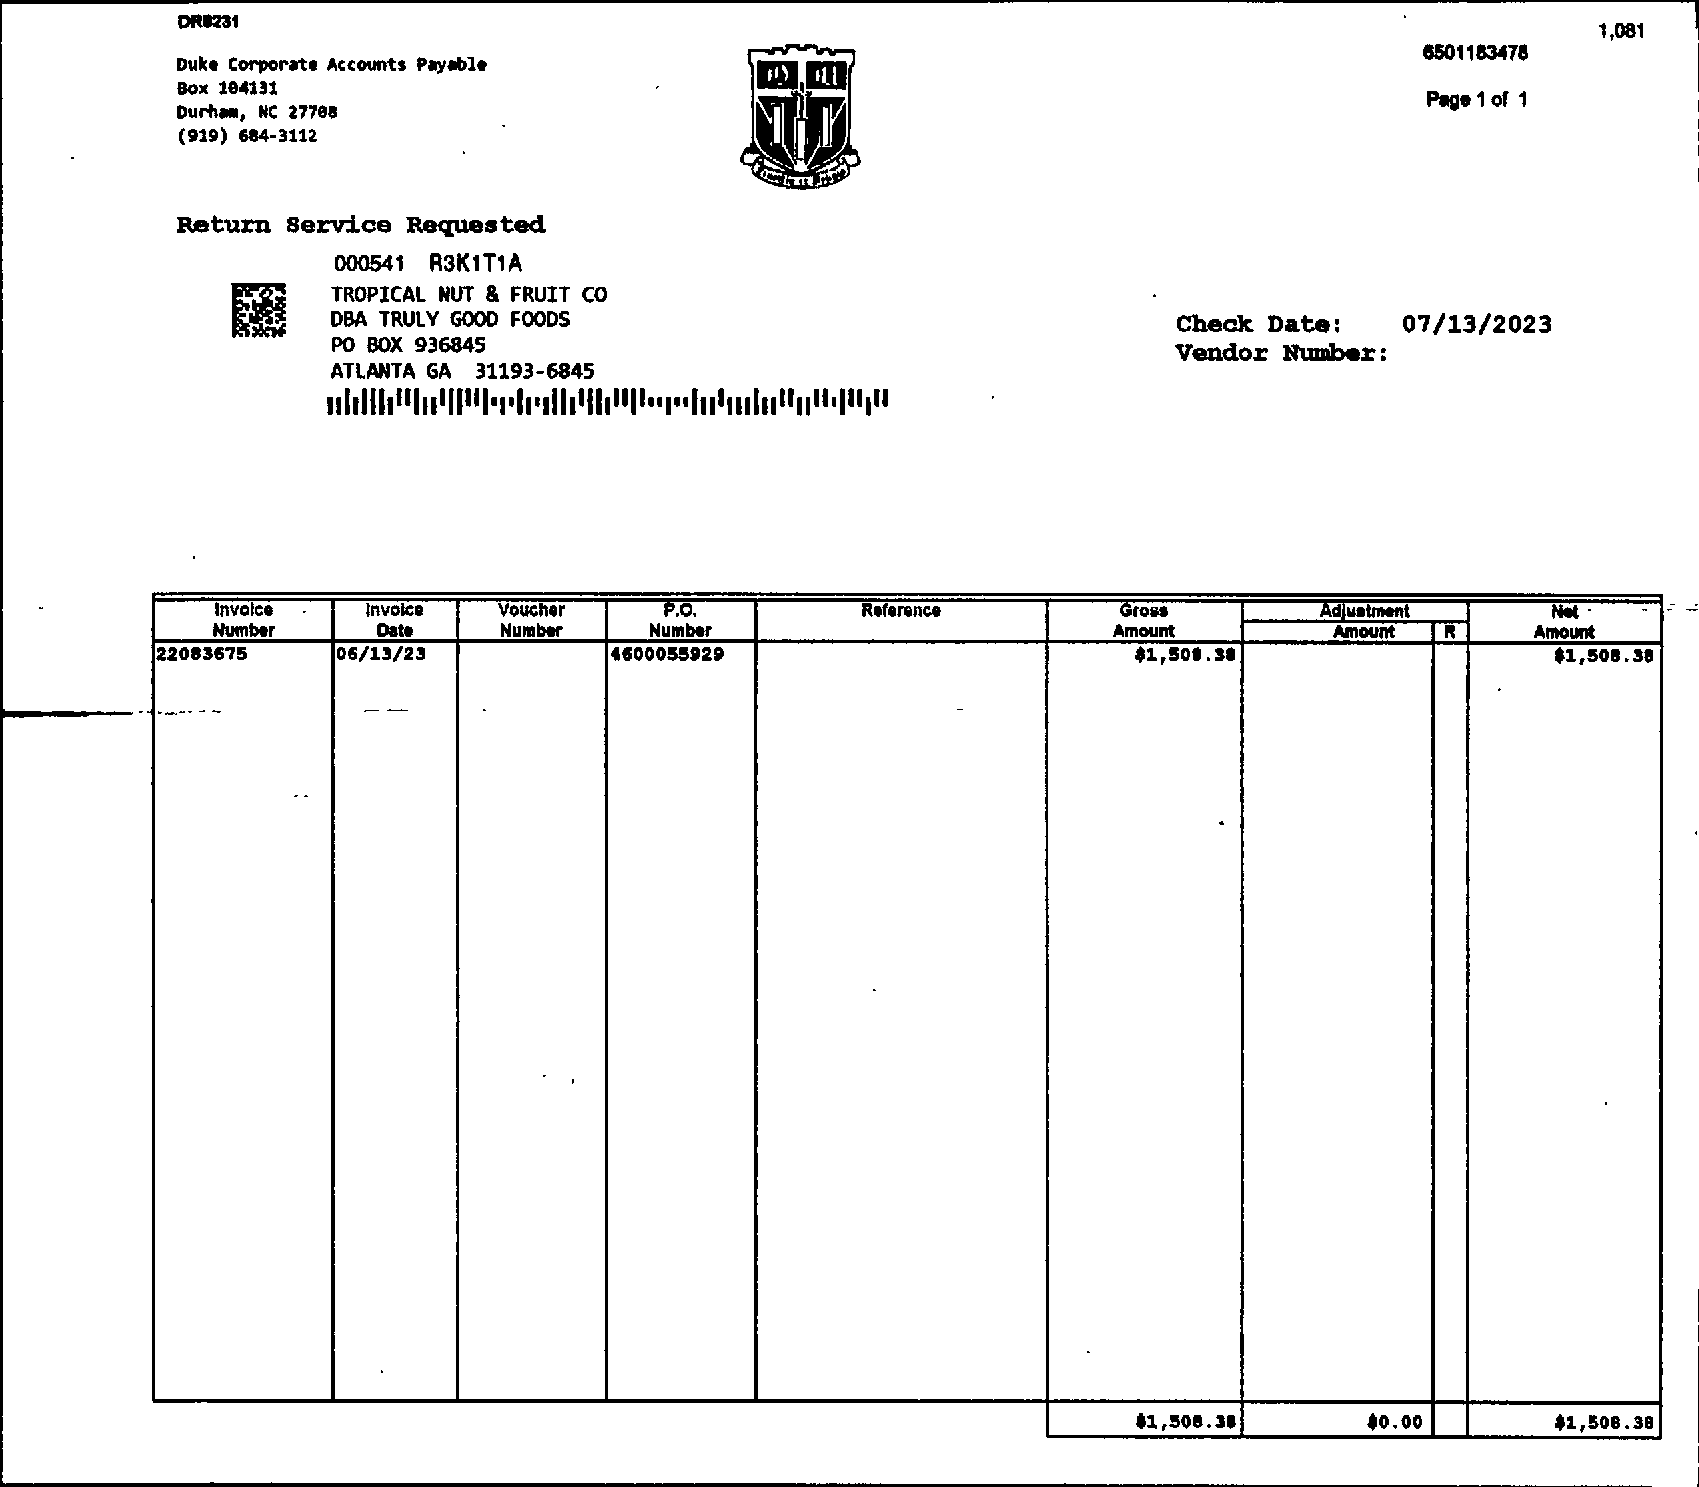 DR8231
1,081
6501183478
Duke Corporate Accounts Payable
Box 104131
Durham, NC 27708
(919) 684-3112
Page 1 of 1
Return Service Requested
000541 R3K1T1A
TROPICAL NUT & FRUIT CO
DBA TRULY GOOD FOODS
PO BOX 936845
ATLANTA GA 31193-6845
Check Date: 07/13/2023
Vendor Number:
Invoice Number Invoice Date Voucher Number P.O. Number Reference Gross Amount Adjustment Amount R Net Amount
22083675 06/13/23 4600055929 $1,508.38 $1,508.38
$1,508.38 $0.00 $1,508.38